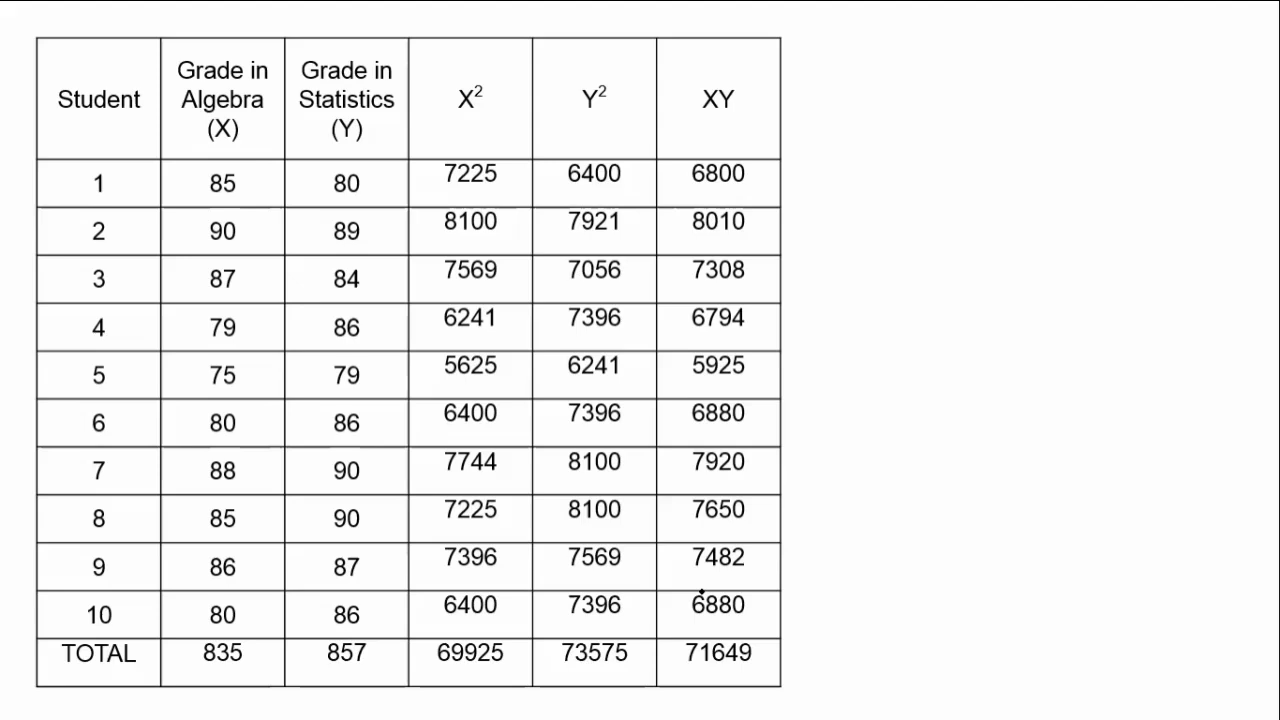 Student | Grade in Algebra (X) | Grade in Statistics (Y) | X² | Y² | XY
1 | 85 | 80 | 7225 | 6400 | 6800
2 | 90 | 89 | 8100 | 7921 | 8010
3 | 87 | 84 | 7569 | 7056 | 7308
4 | 79 | 86 | 6241 | 7396 | 6794
5 | 75 | 79 | 5625 | 6241 | 5925
6 | 80 | 86 | 6400 | 7396 | 6880
7 | 88 | 90 | 7744 | 8100 | 7920
8 | 85 | 90 | 7225 | 8100 | 7650
9 | 86 | 87 | 7396 | 7569 | 7482
10 | 80 | 86 | 6400 | 7396 | 6880
TOTAL | 835 | 857 | 69925 | 73575 | 71649